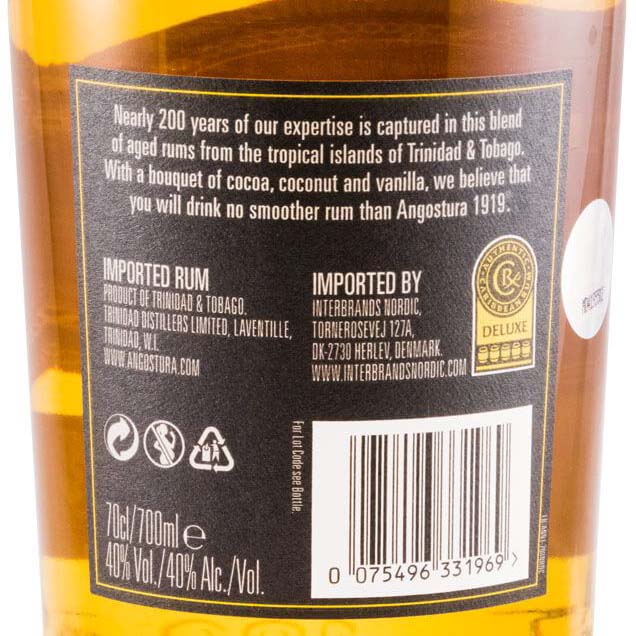 Nearly 200 years of our expertise is captured in this blend
of aged rums from the tropical islands of Trinidad & Tobago.
With a bouquet of cocoa, coconut and vanilla, we believe that
you will drink no smoother rum than Angostura 1919.
IMPORTED RUM
PRODUCT OF TRINIDAD & TOBAGO.
TRINIDAD DISTILLERS LIMITED, LAVENTILLE,
TRINIDAD, W.I.
WWW.ANGOSTURA.COM
IMPORTED BY
INTERBRANDS NORDIC,
TORNEROSEVEJ 127A,
DK-2730 HERLEV, DENMARK.
WWW.INTERBRANDSNORDIC.COM
AUTHENTIC
CARIBBEAN RUM
DELUXE
For Lot Code see Bottle.
70cl/700ml e
40% Vol./40% Alc./Vol.
0 075496 331969 >